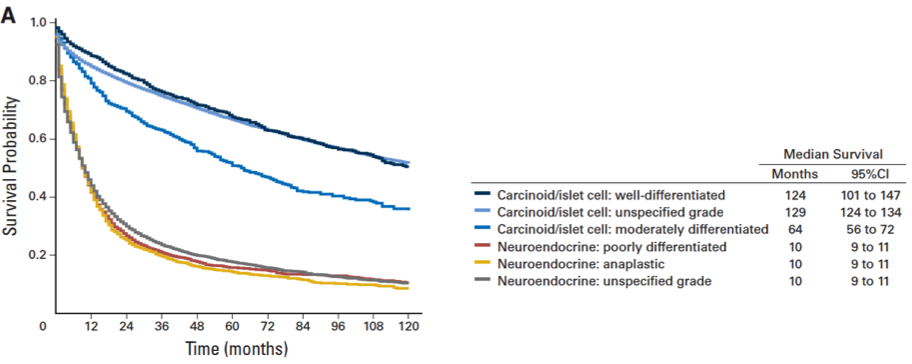 A
1.0
0.8
0.6
0.4
0.2
0 12 24 36 48 60 72 84 96 108 120
Survival Probability
Time (months)
Median Survival
Months 95%CI
Carcinoid/islet cell: well-differentiated 124 101 to 147
Carcinoid/islet cell: unspecified grade 129 124 to 134
Carcinoid/islet cell: moderately differentiated 64 56 to 72
Neuroendocrine: poorly differentiated 10 9 to 11
Neuroendocrine: anaplastic 10 9 to 11
Neuroendocrine: unspecified grade 10 9 to 11